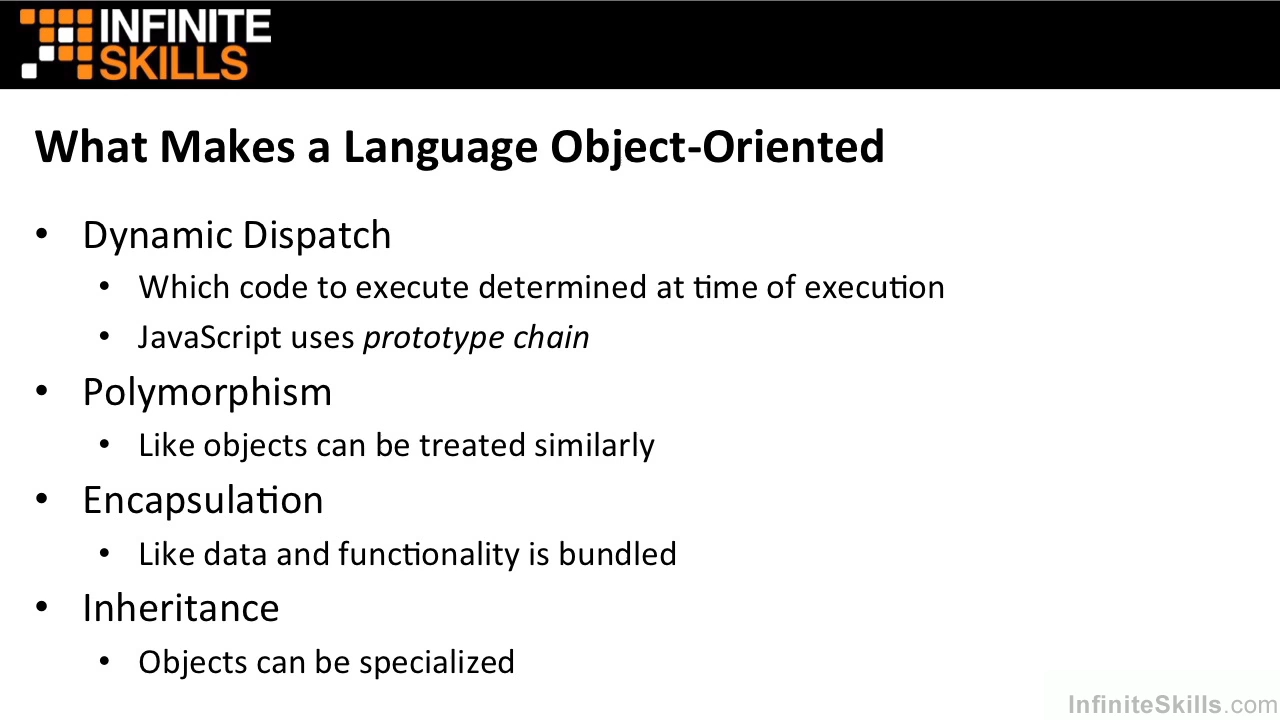 INFINITE
SKILLS
What Makes a Language Object-Oriented
• Dynamic Dispatch
• Which code to execute determined at time of execution
• JavaScript uses prototype chain
• Polymorphism
• Like objects can be treated similarly
• Encapsulation
• Like data and functionality is bundled
• Inheritance
• Objects can be specialized
InfiniteSkills.com